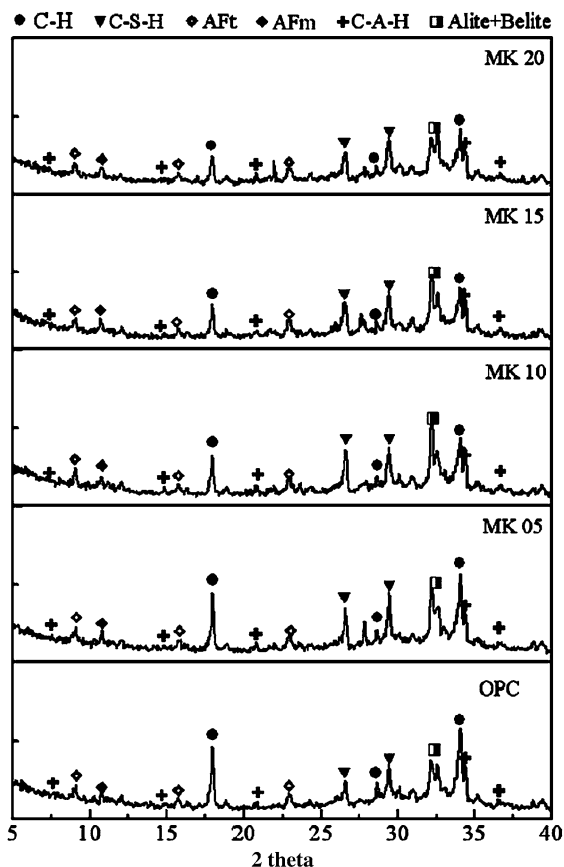 C-H C-S-H AFt AFm C-A-H Alite+Belite
MK 20
MK 15
MK 10
MK 05
OPC
5 10 15 20 25 30 35 40
2 theta